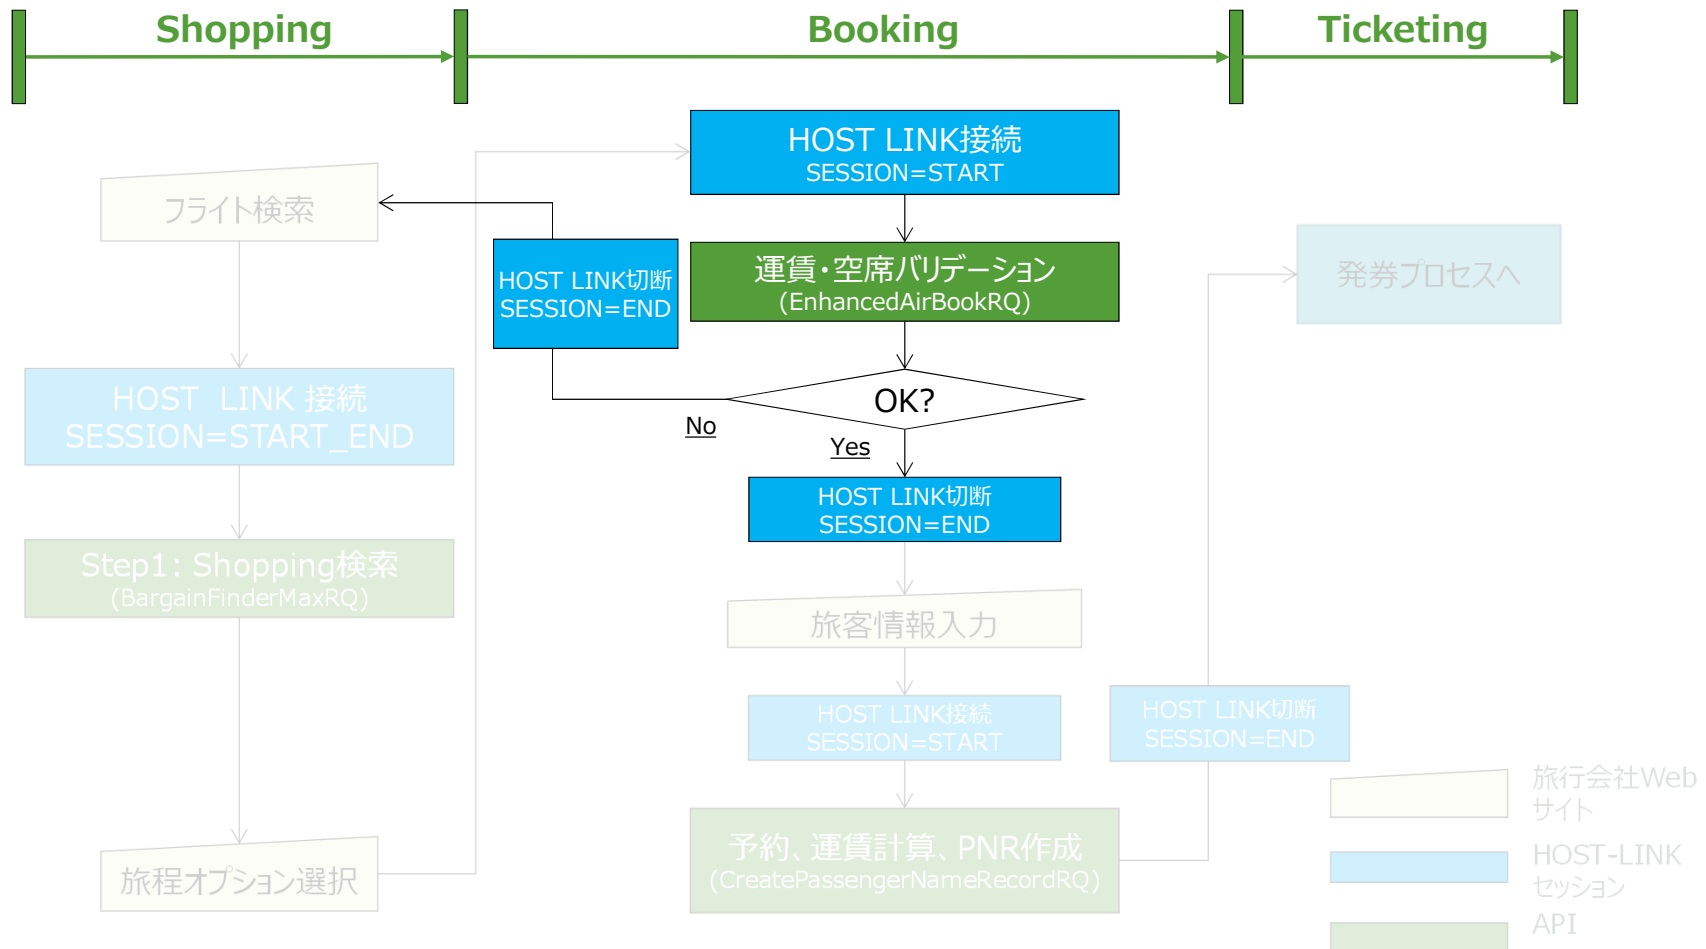 Shopping
Booking
Ticketing
フライト検索
HOST LINK 接続
SESSION=START_END
Step1: Shopping検索
(BargainFinderMaxRQ)
旅程オプション選択
HOST LINK接続
SESSION=START
運賃・空席バリデーション
(EnhancedAirBookRQ)
HOST LINK切断
SESSION=END
OK?
No
Yes
HOST LINK切断
SESSION=END
旅客情報入力
HOST LINK接続
SESSION=START
予約、運賃計算、PNR作成
(CreatePassengerNameRecordRQ)
HOST LINK切断
SESSION=END
発券プロセスへ
旅行会社Web
サイト
HOST-LINK
セッション
API